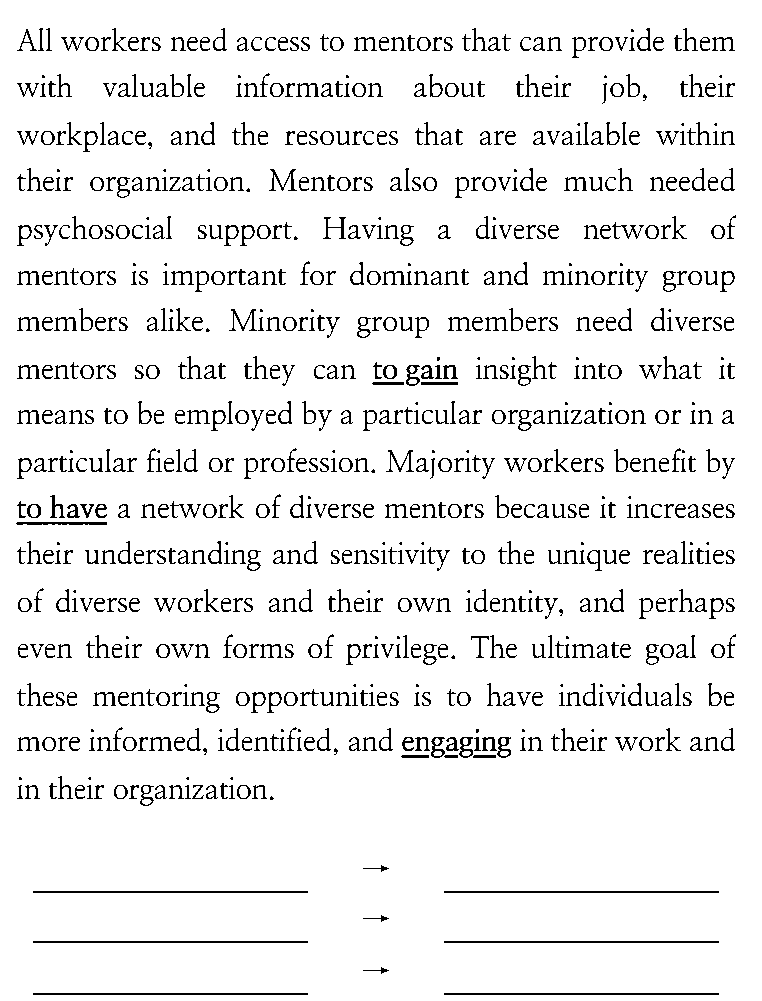 All workers need access to mentors that can provide them
with valuable information about their job, their
workplace, and the resources that are available within
their organization. Mentors also provide much needed
psychosocial support. Having a diverse network of
mentors is important for dominant and minority group
members alike. Minority group members need diverse
mentors so that they can to gain insight into what it
means to be employed by a particular organization or in a
particular field or profession. Majority workers benefit by
to have a network of diverse mentors because it increases
their understanding and sensitivity to the unique realities
of diverse workers and their own identity, and perhaps
even their own forms of privilege. The ultimate goal of
these mentoring opportunities is to have individuals be
more informed, identified, and engaging in their work and
in their organization.
→
→
→